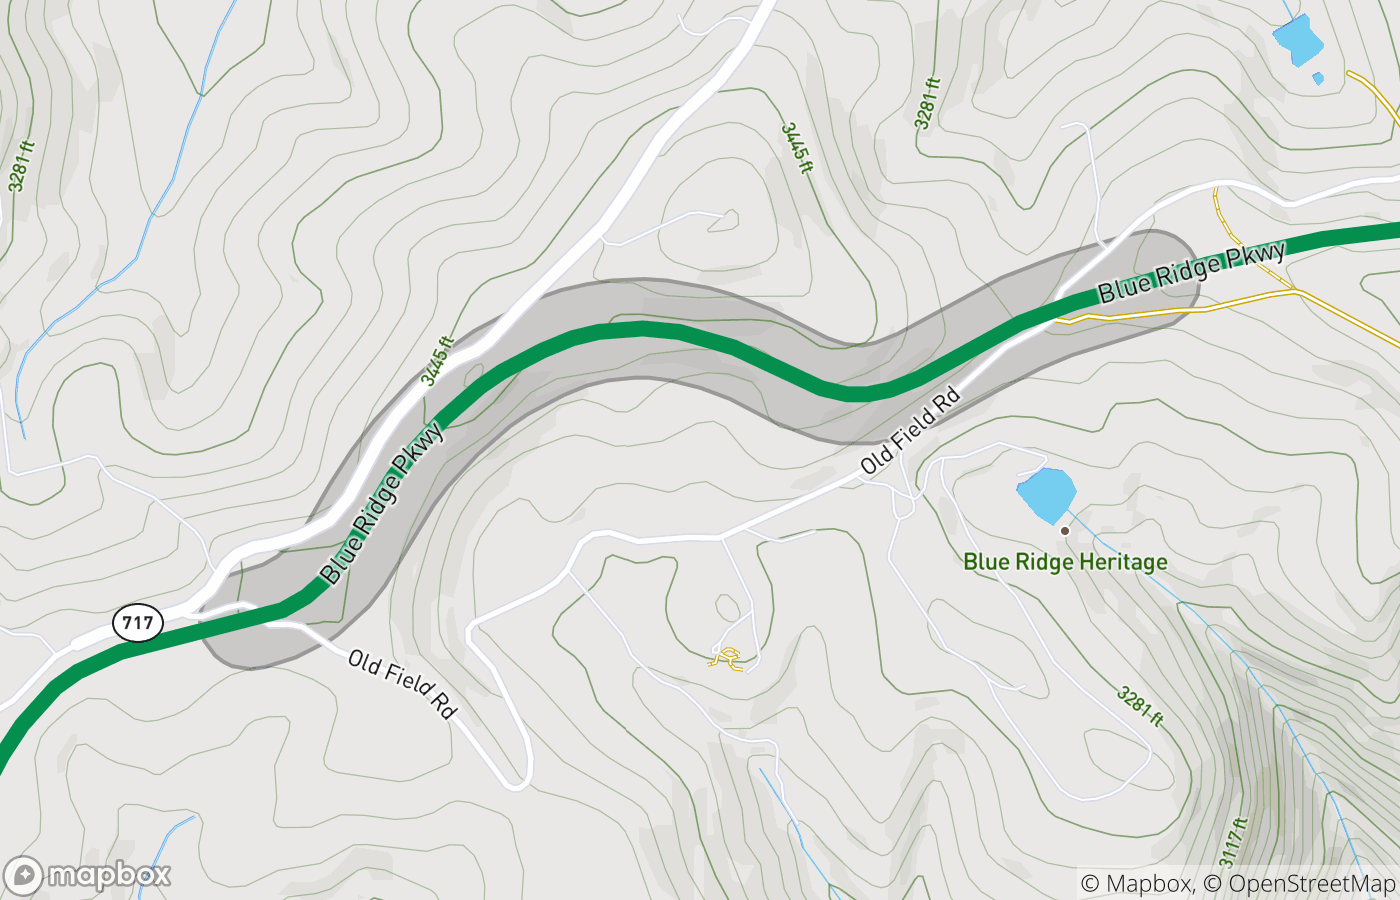 3281 ft
3445 ft
3281 ft
Blue Ridge Pkwy
3445 ft
Old Field Rd
Blue Ridge Pkwy
Blue Ridge Heritage
717
Old Field Rd
3281 ft
3117 ft
mapbox
© Mapbox, © OpenStreetMap